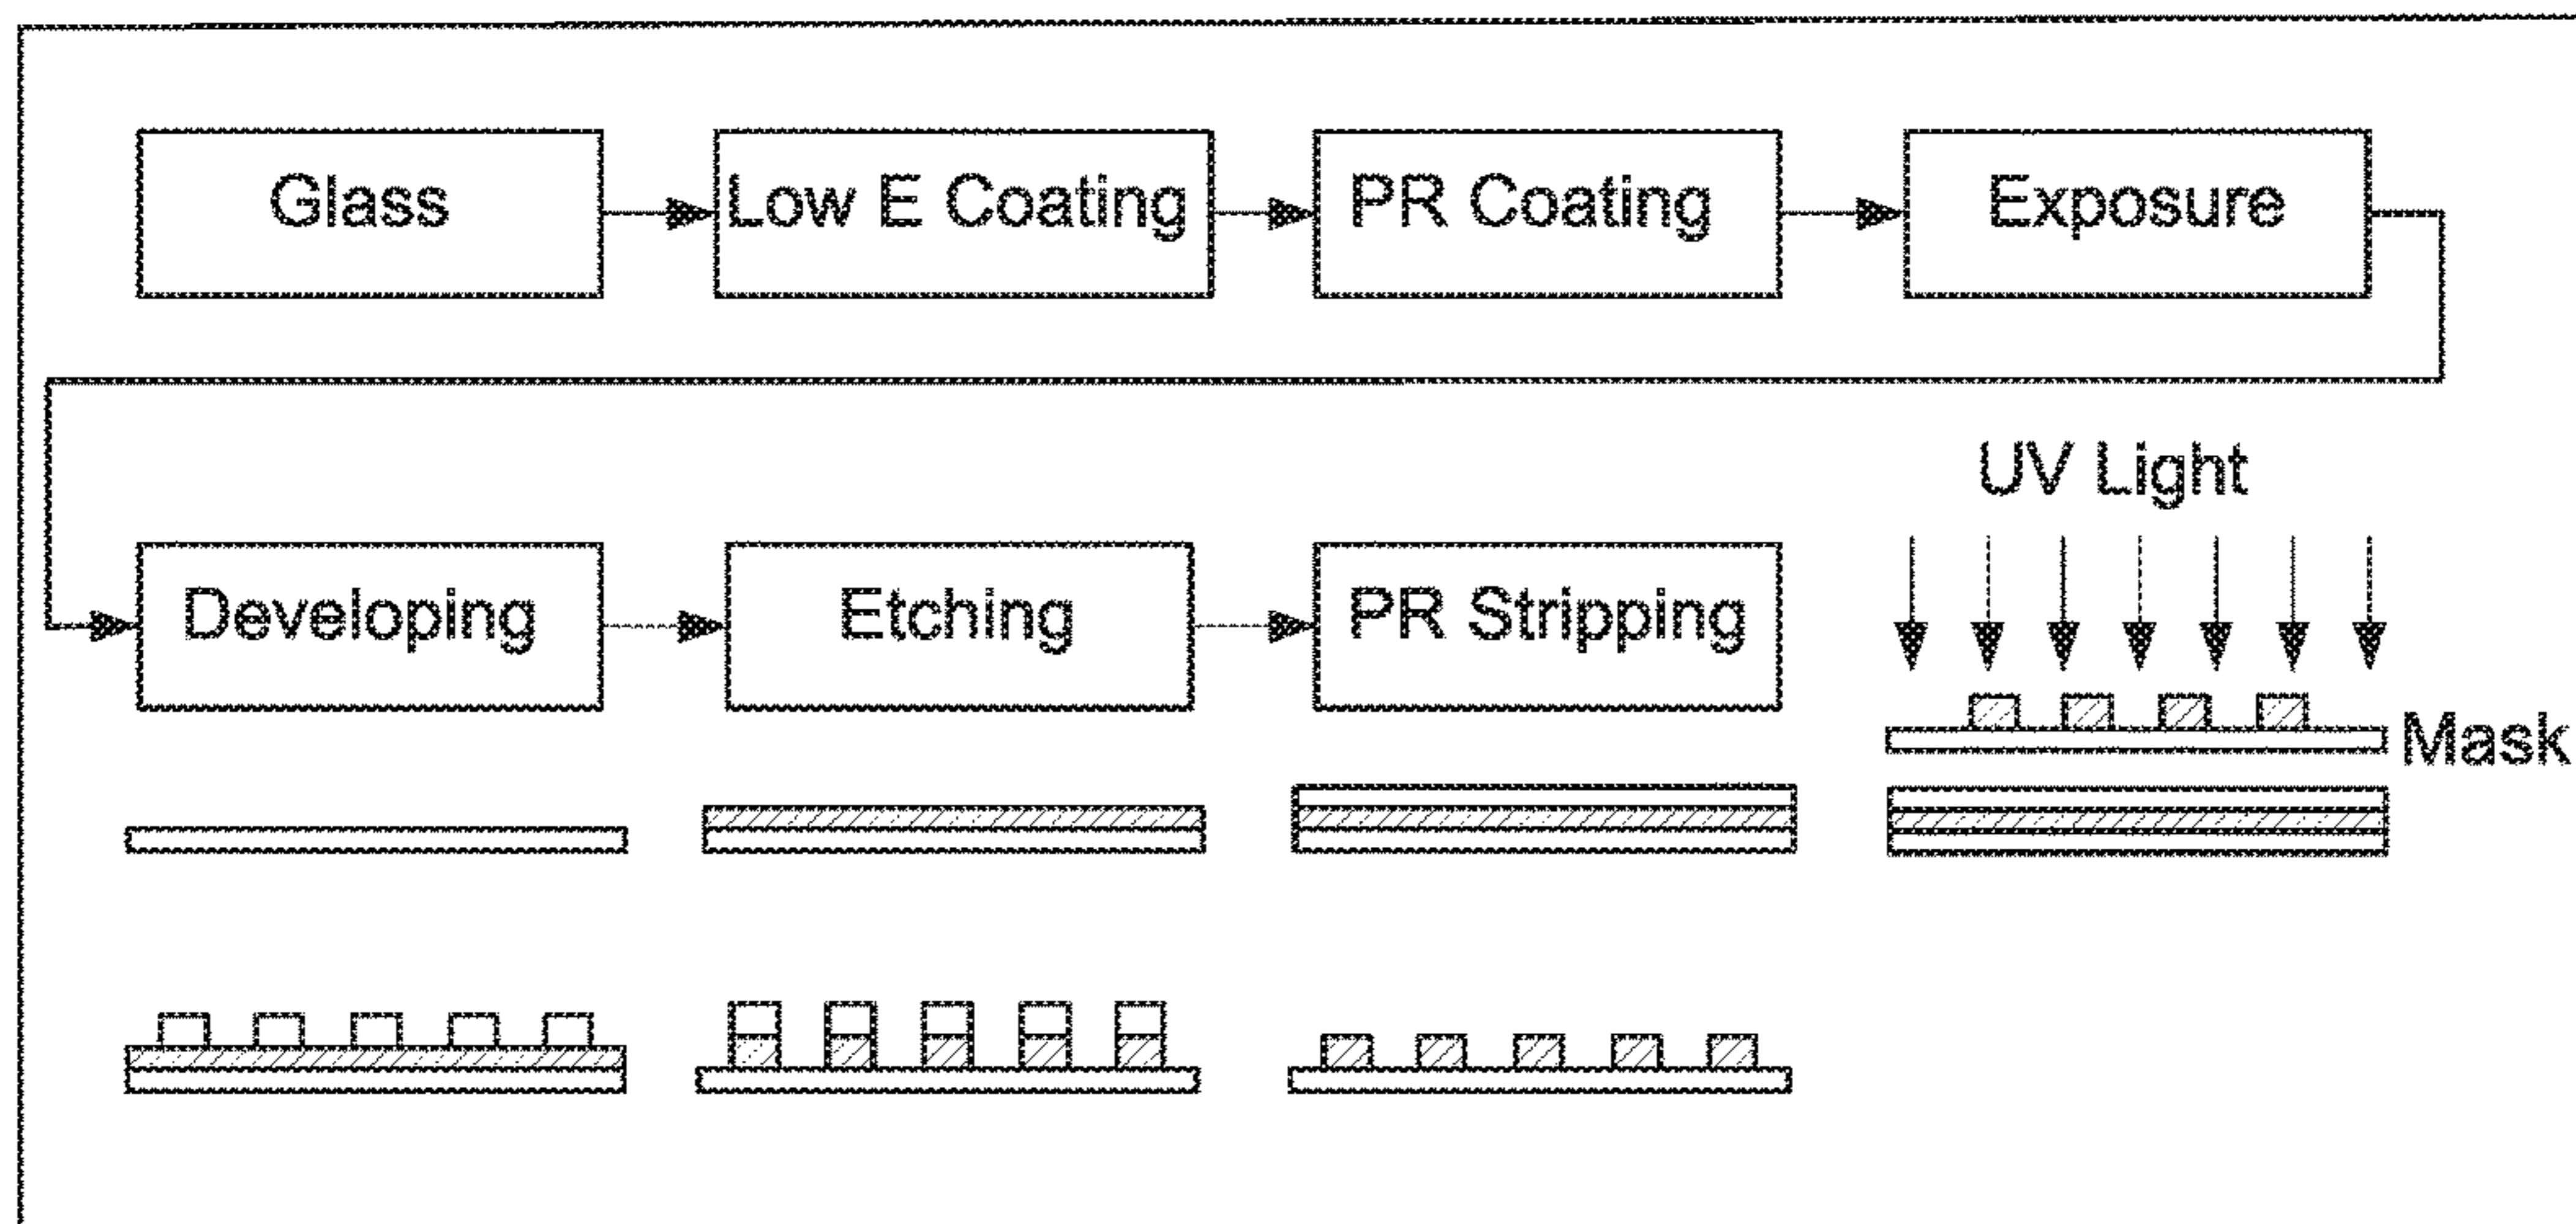 Glass
Low E Coating
PR Coating
Exposure
UV Light
Developing
Etching
PR Stripping
Mask